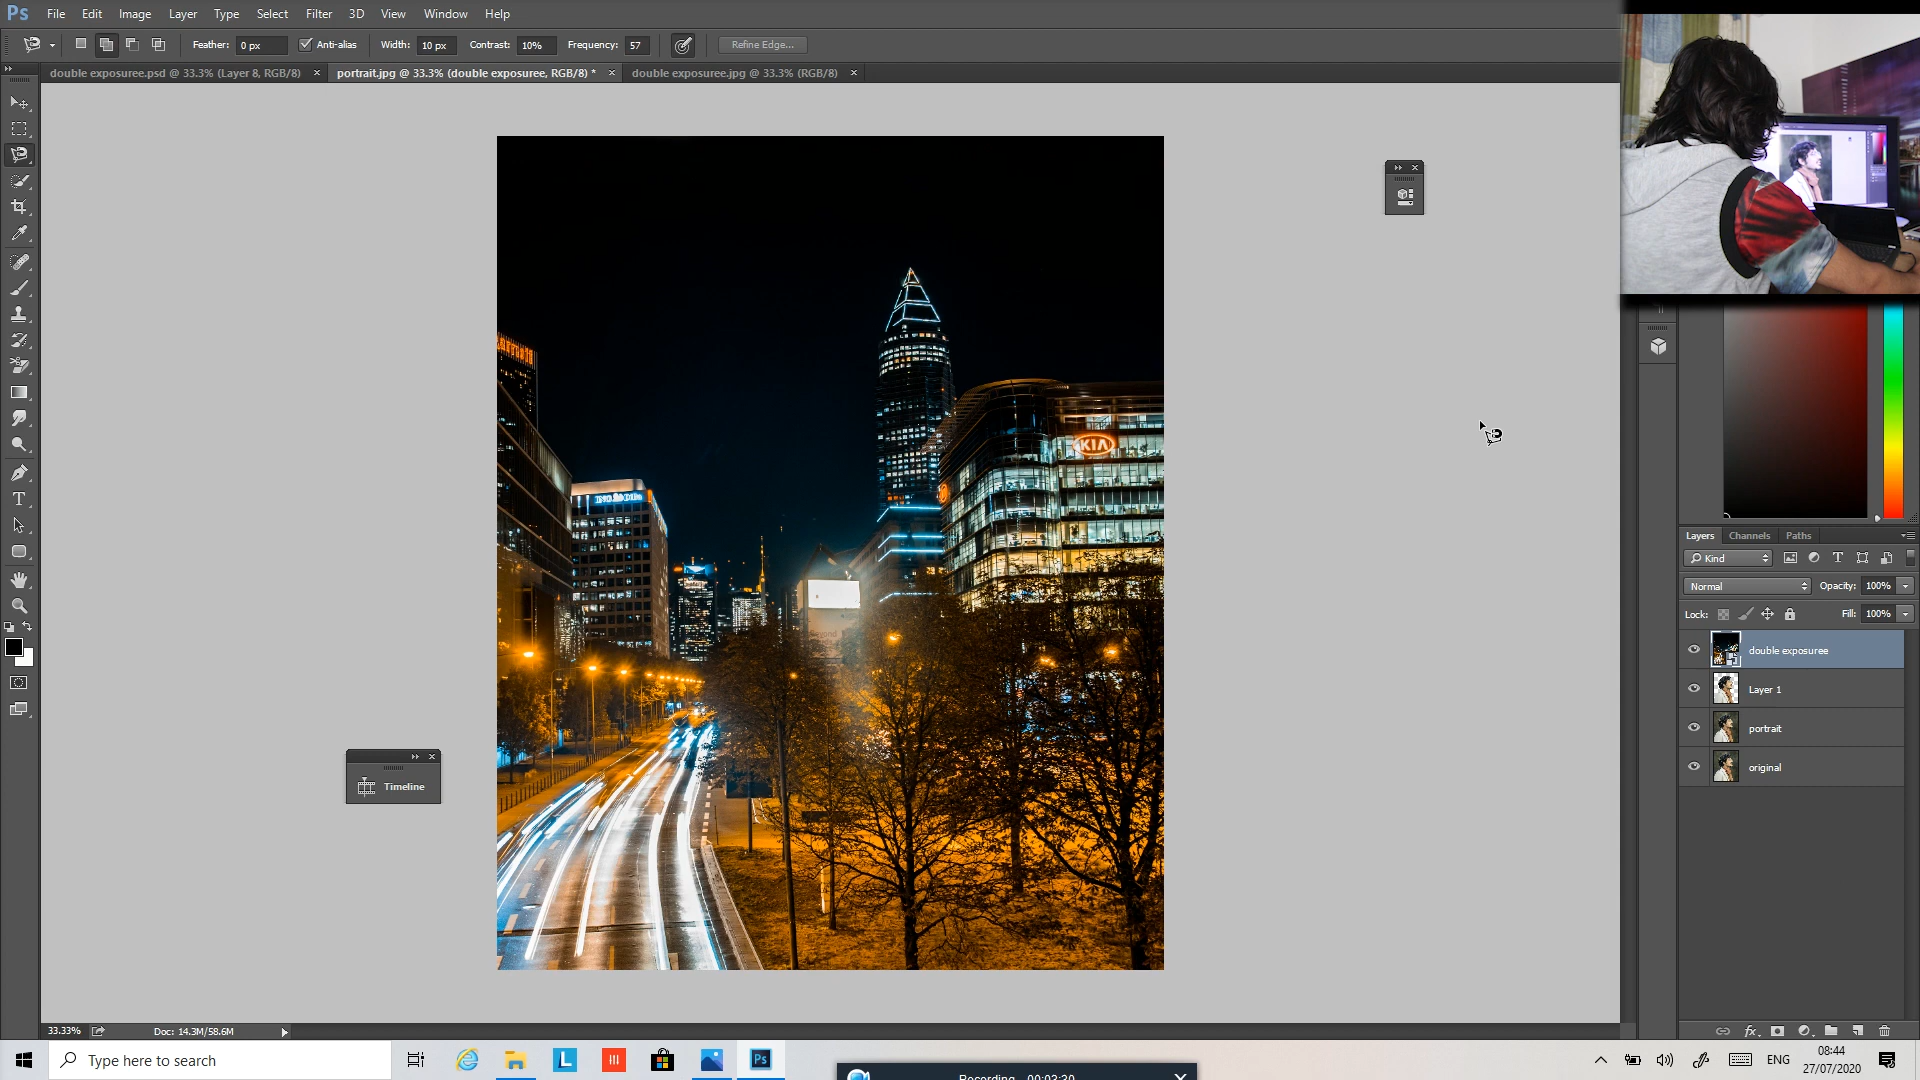 Ps File Edit Image Layer Type Select Filter 3D View Window Help
Feather: 0 px Anti-alias Width: 10 px Contrast: 10% Frequency: 57 Refine Edge...
double exposuree.psd @ 33.3% (Layer 8, RGB/8) × portrait.jpg @ 33.3% (double exposuree, RGB/8) * × double exposuree.jpg @ 33.3% (RGB/8) ×
KIA
Timeline
Layers Channels Paths
Kind
Normal Opacity: 100%
Lock: Fill: 100%
double exposuree
Layer 1
portrait
original
33.33% Doc: 14.3M/58.6M
Type here to search
L
Ps
ENG
08:44
27/07/2020
Recording 00:03:30